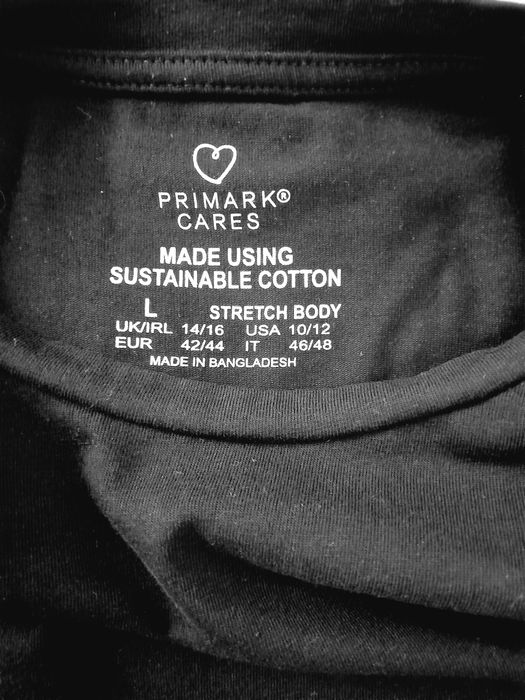 PRIMARK®
CARES
MADE USING
SUSTAINABLE COTTON
L STRETCH BODY
UK/IRL 14/16 USA 10/12
EUR 42/44 IT 46/48
MADE IN BANGLADESH